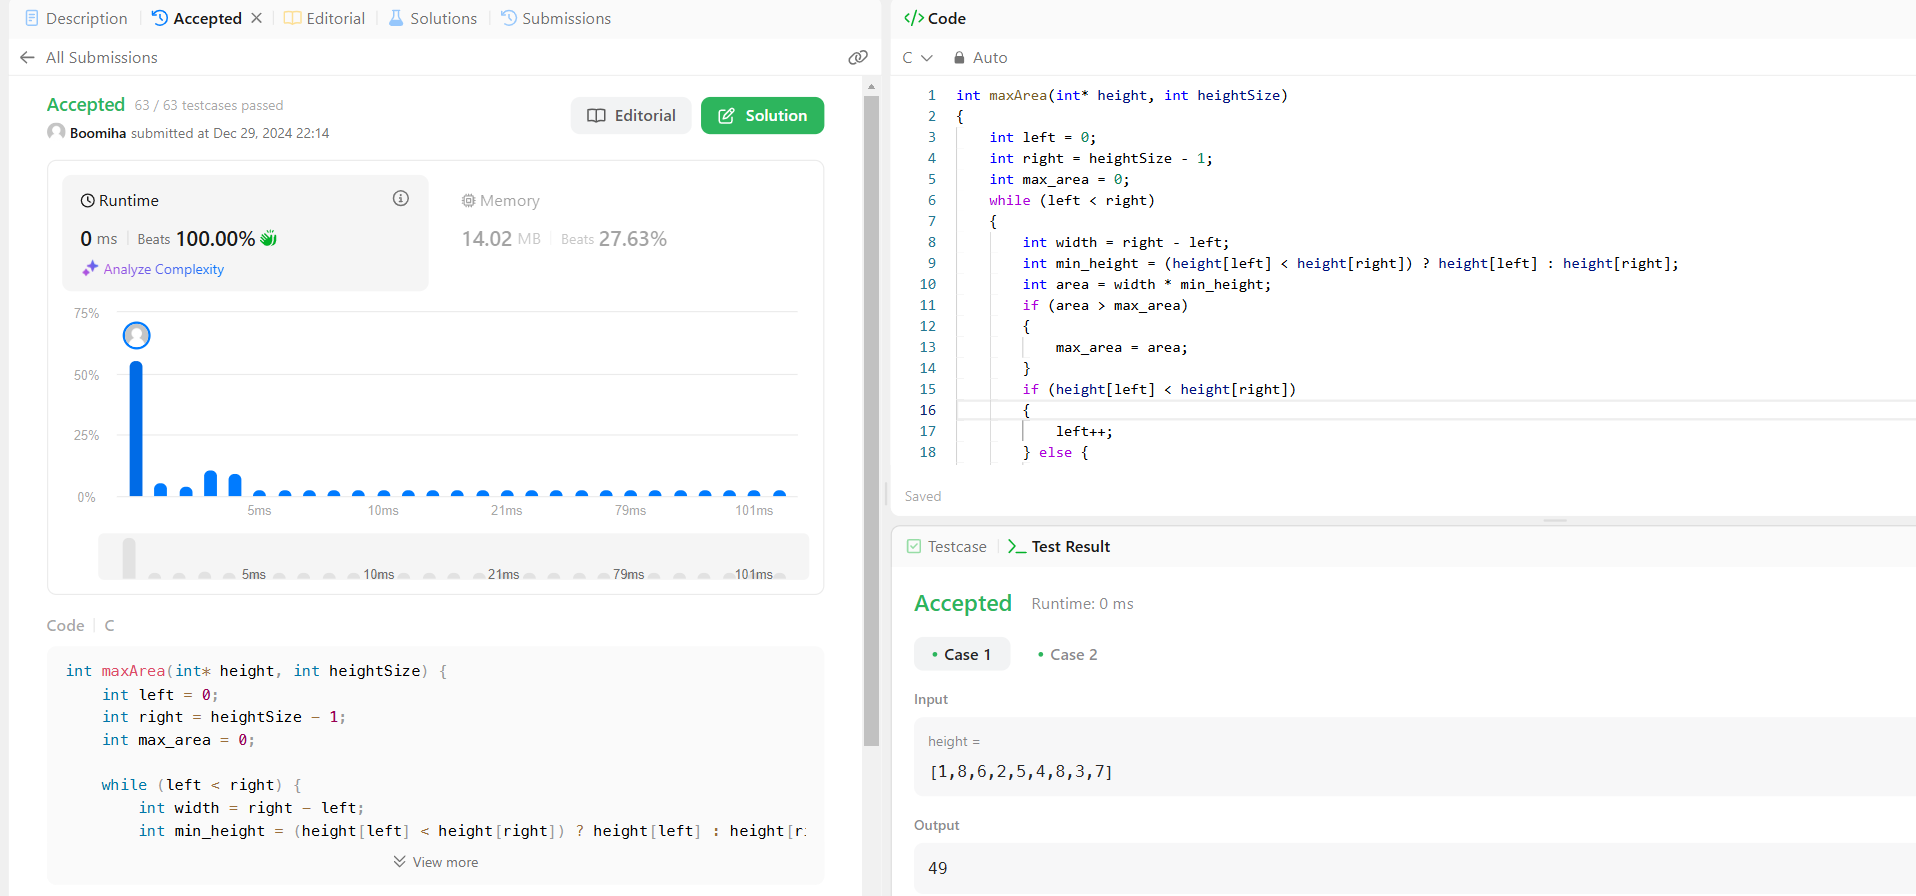 Description
Accepted
Editorial
Solutions
Submissions
All Submissions
Accepted 63 / 63 testcases passed
Boomiha submitted at Dec 29, 2024 22:14
Editorial
Solution
Runtime
0 ms Beats 100.00%
Analyze Complexity
Memory
14.02 MB Beats 27.63%
75%
50%
25%
0%
5ms 10ms 21ms 79ms 101ms
5ms 10ms 21ms 79ms 101ms
Code C
int maxArea(int* height, int heightSize) {
int left = 0;
int right = heightSize - 1;
int max_area = 0;
while (left < right) {
int width = right - left;
int min_height = (height[left] < height[right]) ? height[left] : height[ri
View more
</> Code
C Auto
1 int maxArea(int* height, int heightSize)
2 {
3 int left = 0;
4 int right = heightSize - 1;
5 int max_area = 0;
6 while (left < right)
7 {
8 int width = right - left;
9 int min_height = (height[left] < height[right]) ? height[left] : height[right];
10 int area = width * min_height;
11 if (area > max_area)
12 {
13 max_area = area;
14 }
15 if (height[left] < height[right])
16 {
17 left++;
18 } else {
Saved
Testcase
Test Result
Accepted Runtime: 0 ms
Case 1
Case 2
Input
height =
[1,8,6,2,5,4,8,3,7]
Output
49